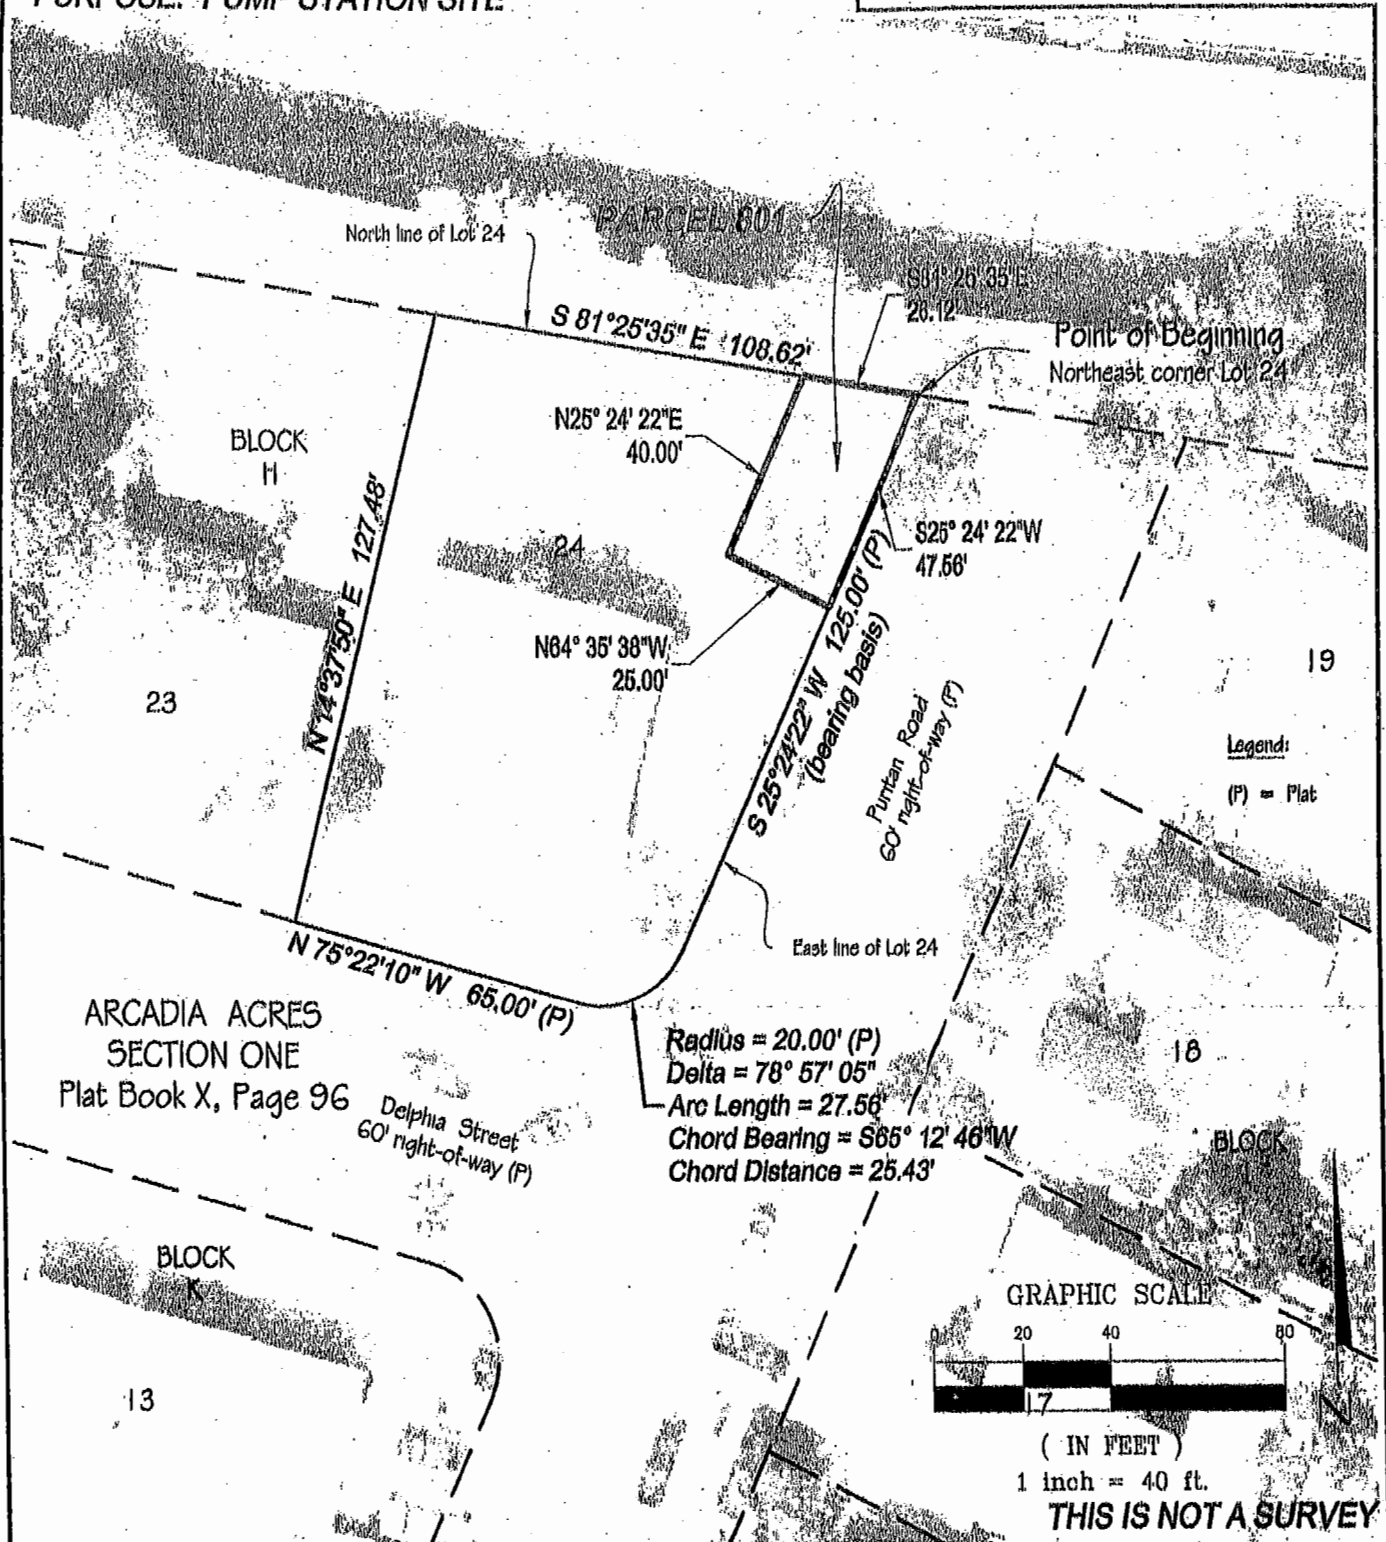 PURPOSE: PUMP STATION SITE
PARCEL 801
North line of Lot 24
S81° 25' 35"E
26.12'
S 81°25'35" E 108.62'
Point of Beginning
Northeast corner Lot 24
N25° 24' 22"E
40.00'
BLOCK
H
24
S25° 24' 22"W
47.56'
N 14°37'50" E 127.48'
N64° 35' 38"W
25.00'
S 25°24'22" W 125.00' (P)
(bearing basis)
23
19
Puritan Road
60' right-of-way (P)
Legend:
(P) = Plat
East line of Lot 24
N 75°22'10" W 65.00' (P)
ARCADIA ACRES
SECTION ONE
Plat Book X, Page 96
Delphia Street
60' right-of-way (P)
Radius = 20.00' (P)
Delta = 78° 57' 05"
Arc Length = 27.56'
Chord Bearing = S65° 12' 46"W
Chord Distance = 25.43'
18
BLOCK
BLOCK
K
13
GRAPHIC SCALE
0 20 40 80
17
( IN FEET )
1 inch = 40 ft.
THIS IS NOT A SURVEY